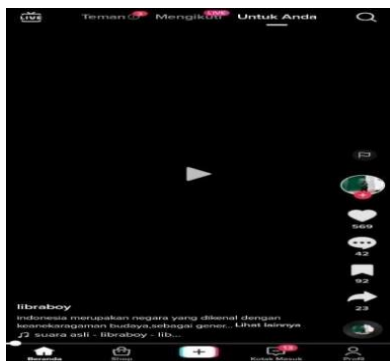 LIVE
Teman Mengikuti LIVE Untuk Anda
569
42
92
23
libraboy
indonesia merupakan negara yang dikenal dengan
keanekaragaman budaya,sebagai gener... Lihat lainnya
suara asli - libraboy - lib...
Beranda Shop Kotak Masuk Profil